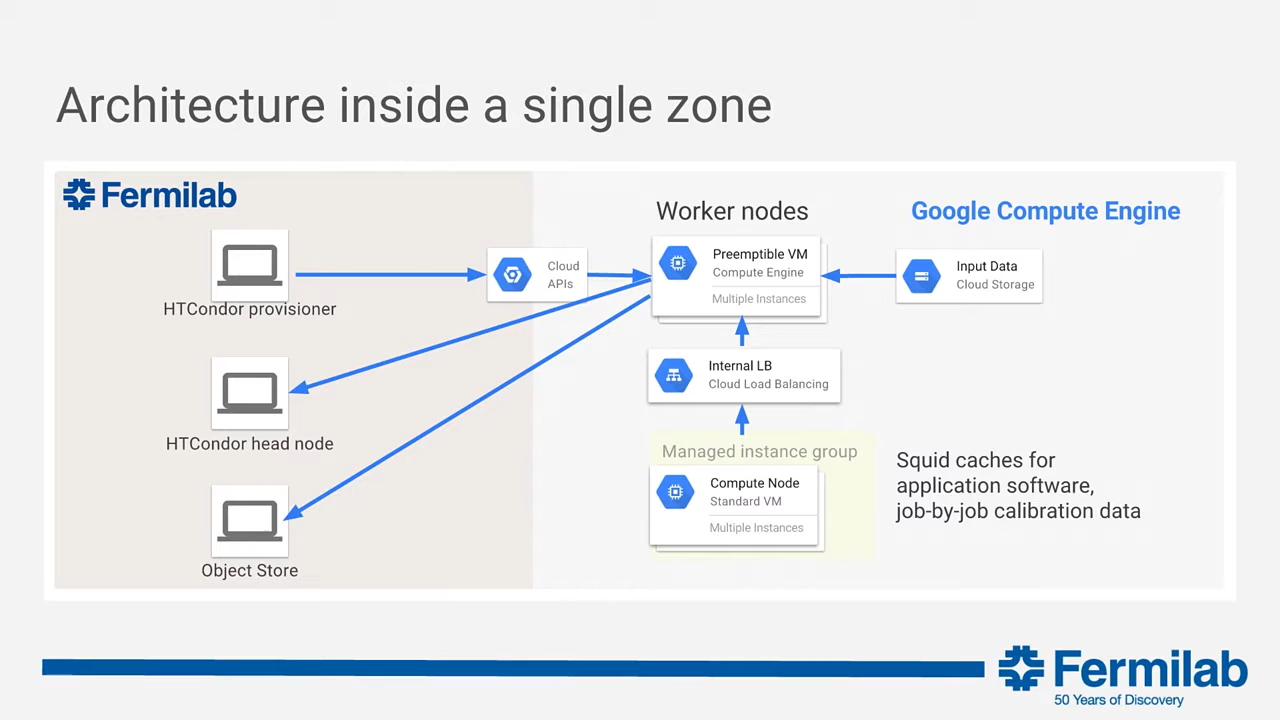 Architecture inside a single zone
Fermilab
HTCondor provisioner
HTCondor head node
Object Store
Cloud
APIs
Worker nodes
Preemptible VM
Compute Engine
Multiple Instances
Internal LB
Cloud Load Balancing
Managed instance group
Compute Node
Standard VM
Multiple Instances
Google Compute Engine
Input Data
Cloud Storage
Squid caches for
application software,
job-by-job calibration data
Fermilab
50 Years of Discovery